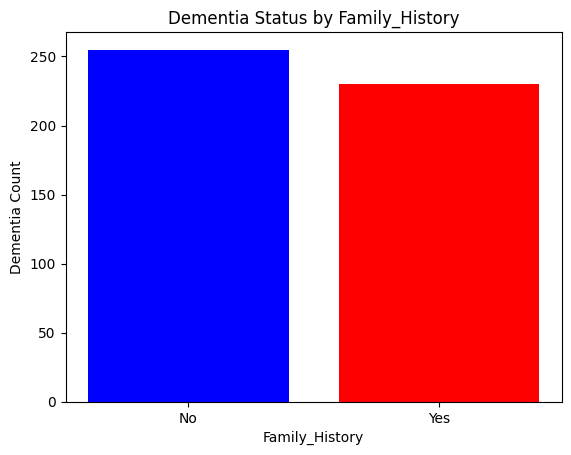 Dementia Status by Family_History
Dementia Count
250
200
150
100
50
0
No Yes
Family_History